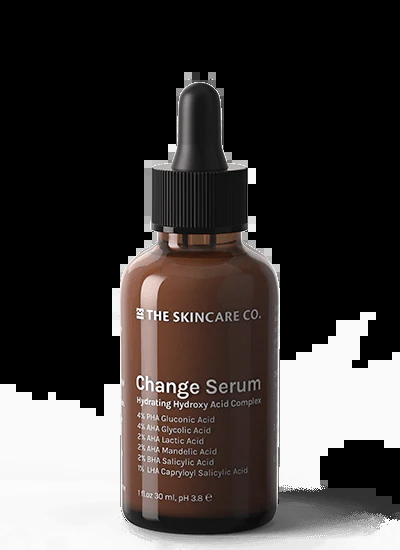 THE SKINCARE CO.
Change Serum
Hydrating Hydroxy Acid Complex
4% PHA Gluconic Acid
4% AHA Glycolic Acid
2% AHA Lactic Acid
2% AHA Mandelic Acid
2% BHA Salicylic Acid
1% LHA Capryloyl Salicylic Acid
1 fl.oz 30 ml, pH 3.8 ℮